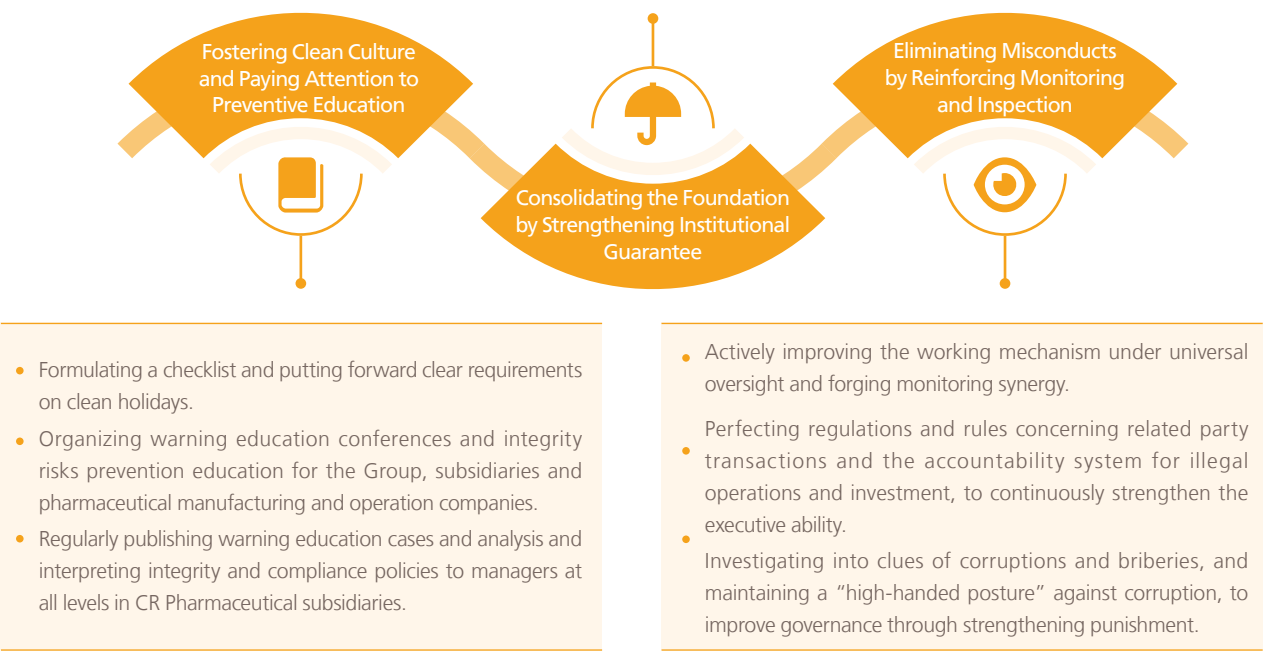 Fostering Clean Culture
and Paying Attention to
Preventive Education
Consolidating the Foundation
by Strengthening Institutional
Guarantee
Eliminating Misconducts
by Reinforcing Monitoring
and Inspection
• Formulating a checklist and putting forward clear requirements
on clean holidays.
• Organizing warning education conferences and integrity
risks prevention education for the Group, subsidiaries and
pharmaceutical manufacturing and operation companies.
• Regularly publishing warning education cases and analysis and
interpreting integrity and compliance policies to managers at
all levels in CR Pharmaceutical subsidiaries.
• Actively improving the working mechanism under universal
oversight and forging monitoring synergy.
• Perfecting regulations and rules concerning related party
transactions and the accountability system for illegal
operations and investment, to continuously strengthen the
executive ability.
• Investigating into clues of corruptions and briberies, and
maintaining a “high-handed posture” against corruption, to
improve governance through strengthening punishment.